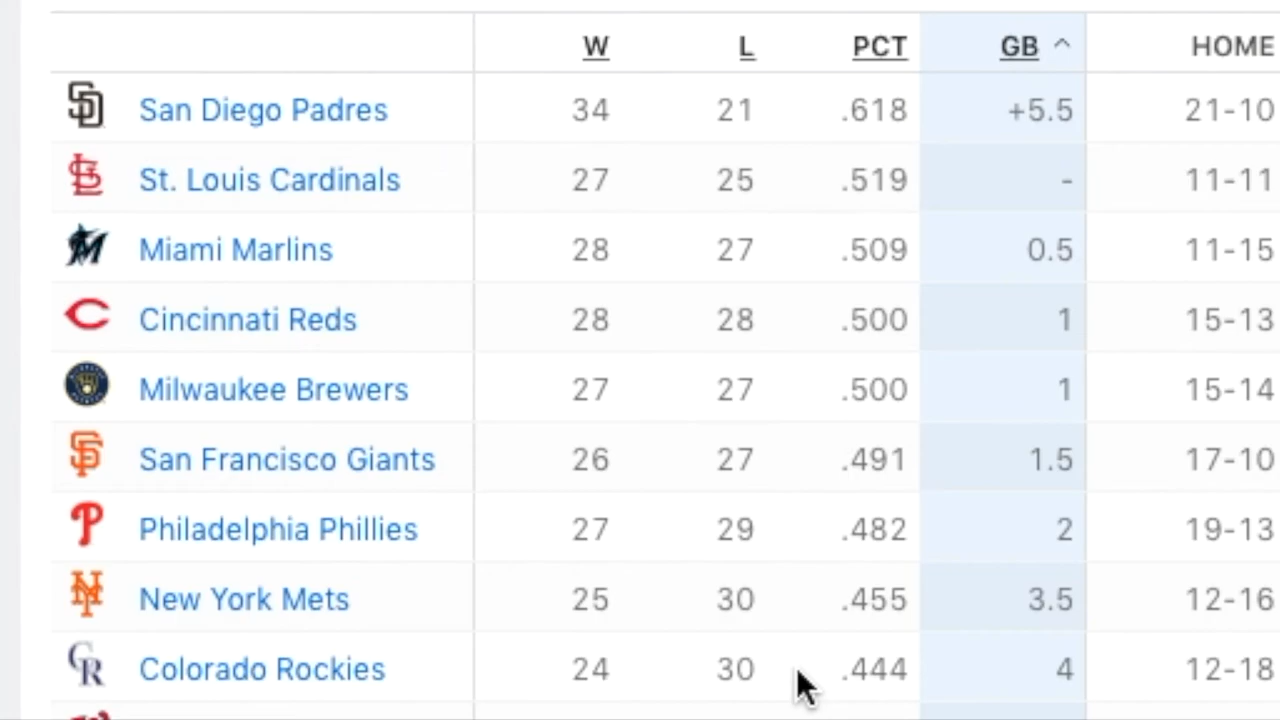 W L PCT GB HOME
San Diego Padres 34 21 .618 +5.5 21-10
St. Louis Cardinals 27 25 .519 - 11-11
Miami Marlins 28 27 .509 0.5 11-15
Cincinnati Reds 28 28 .500 1 15-13
Milwaukee Brewers 27 27 .500 1 15-14
San Francisco Giants 26 27 .491 1.5 17-10
Philadelphia Phillies 27 29 .482 2 19-13
New York Mets 25 30 .455 3.5 12-16
Colorado Rockies 24 30 .444 4 12-18